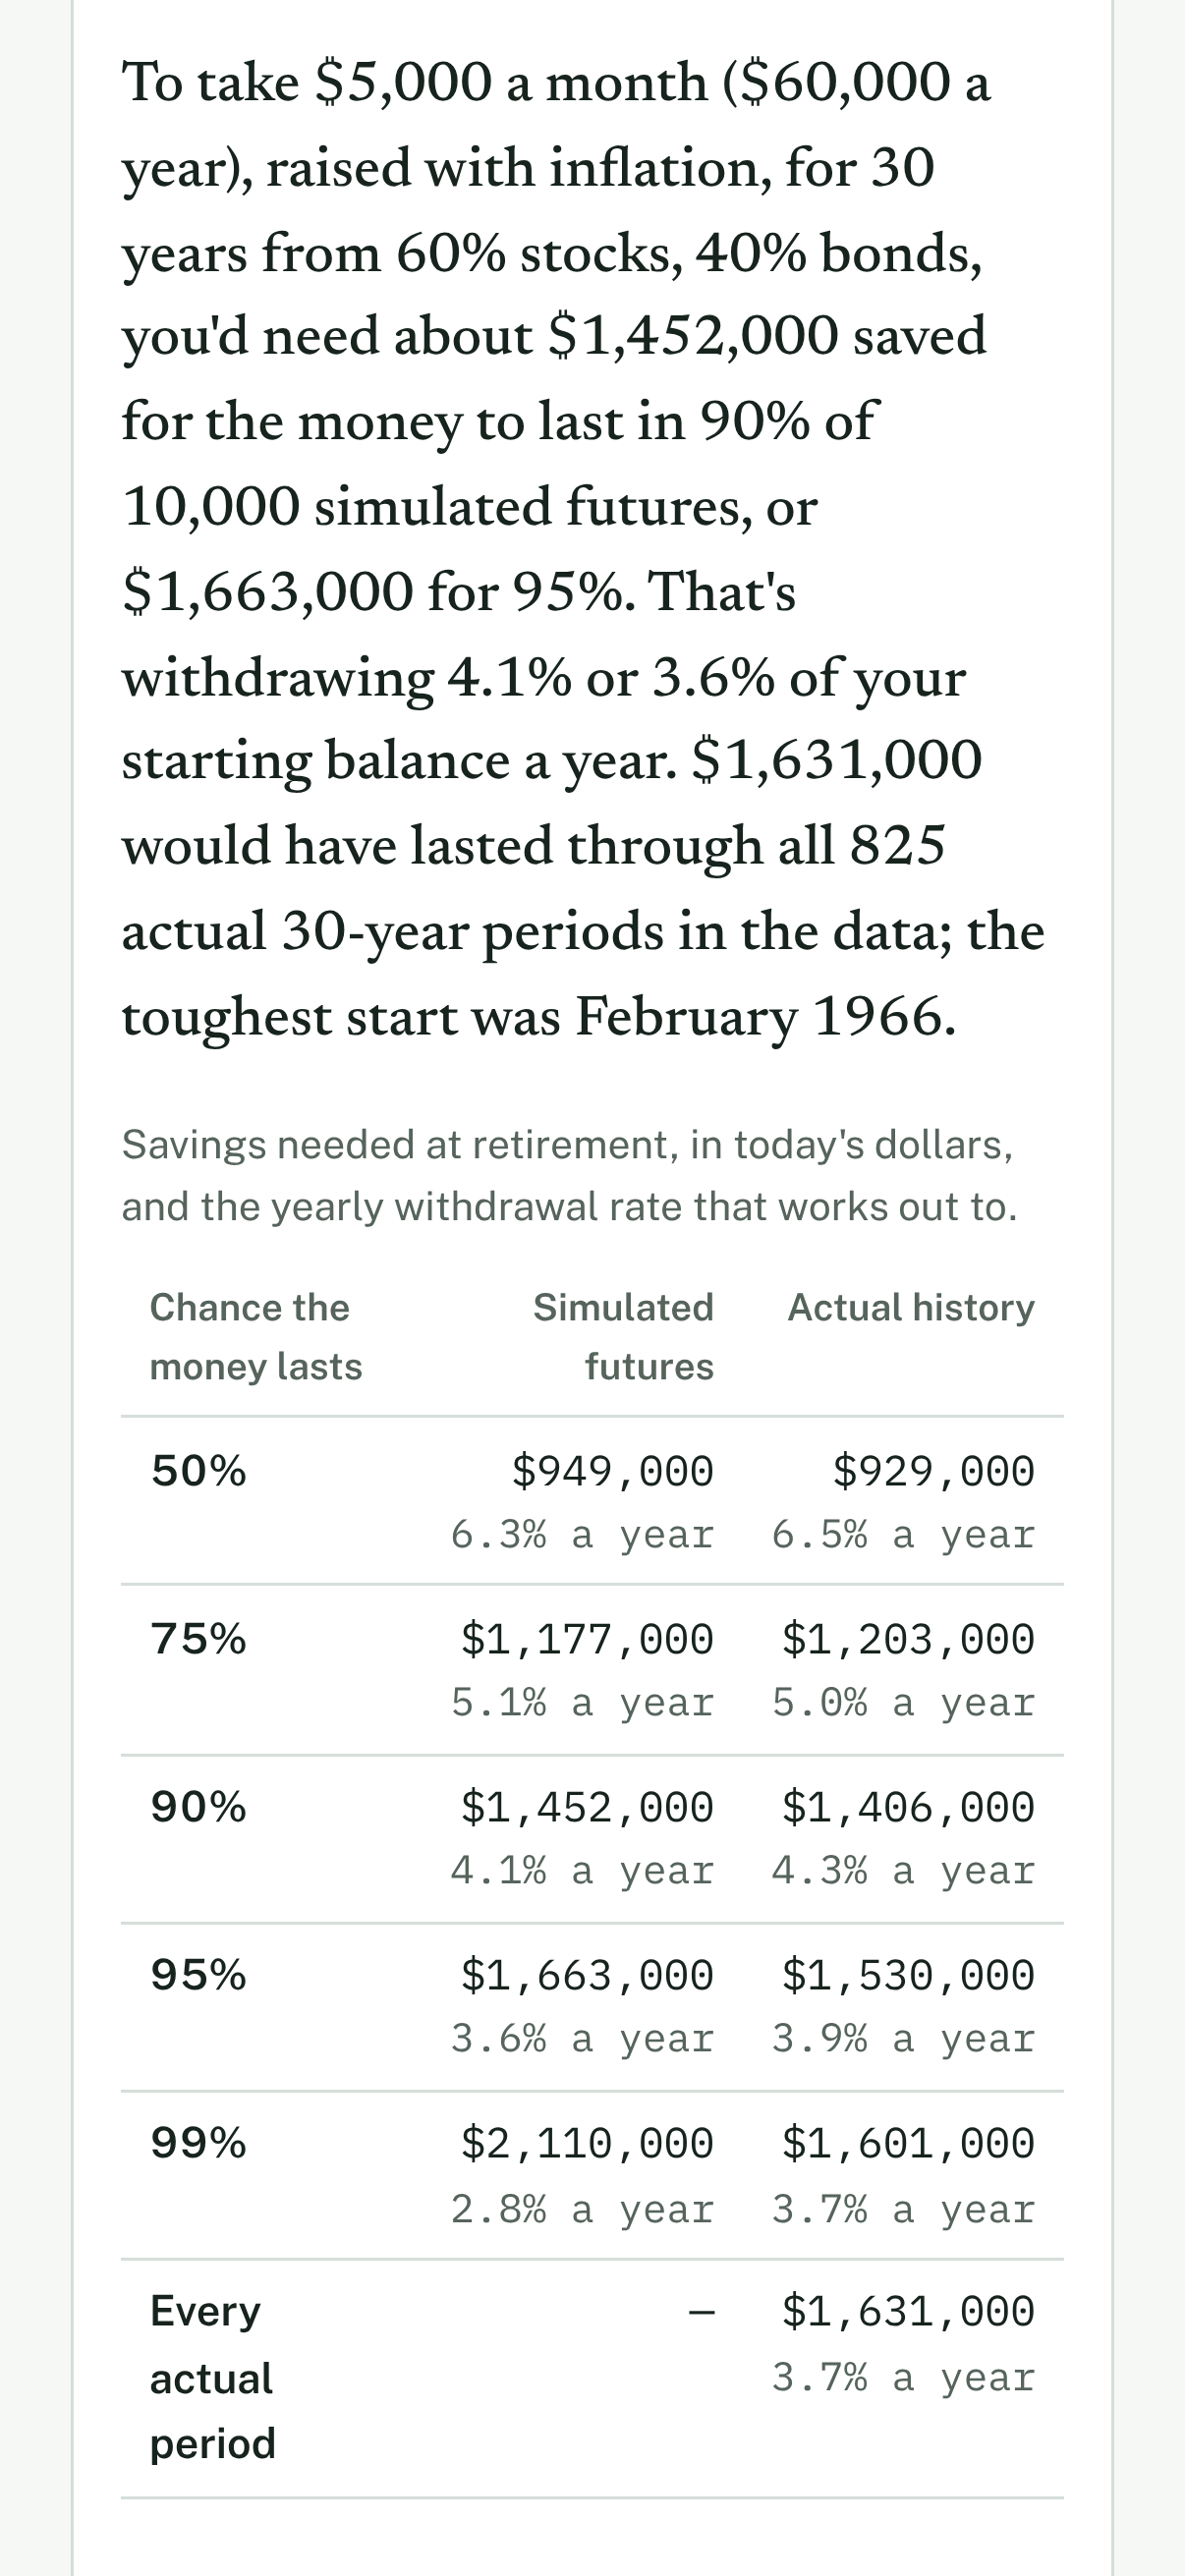 To take $5,000 a month ($60,000 a
year), raised with inflation, for 30
years from 60% stocks, 40% bonds,
you'd need about $1,452,000 saved
for the money to last in 90% of
10,000 simulated futures, or
$1,663,000 for 95%. That's
withdrawing 4.1% or 3.6% of your
starting balance a year. $1,631,000
would have lasted through all 825
actual 30-year periods in the data; the
toughest start was February 1966.
Savings needed at retirement, in today's dollars,
and the yearly withdrawal rate that works out to.
Chance the Simulated Actual history
money lasts futures
50% $949,000 $929,000
6.3% a year 6.5% a year
75% $1,177,000 $1,203,000
5.1% a year 5.0% a year
90% $1,452,000 $1,406,000
4.1% a year 4.3% a year
95% $1,663,000 $1,530,000
3.6% a year 3.9% a year
99% $2,110,000 $1,601,000
2.8% a year 3.7% a year
Every — $1,631,000
actual 3.7% a year
period